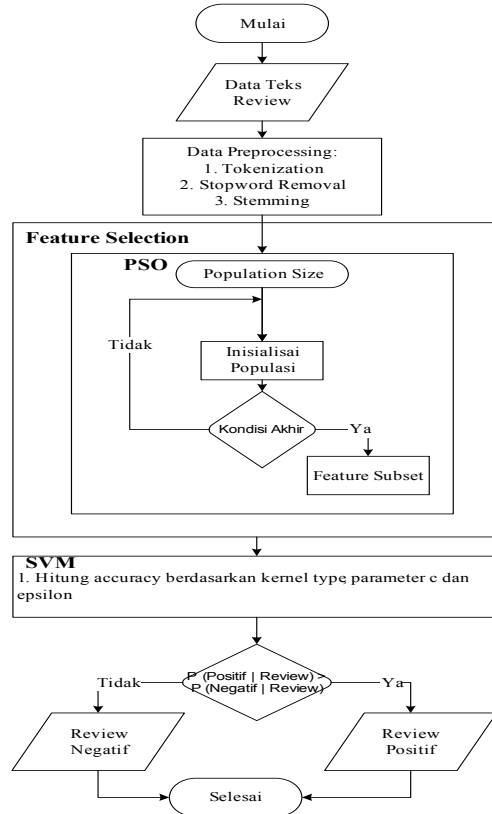 Mulai
Data Teks
Review
Data Preprocessing:
1. Tokenization
2. Stopword Removal
3. Stemming
Feature Selection
PSO
Population Size
Tidak
Inisialisai
Populasi
Kondisi Akhir
Ya
Feature Subset
SVM
1. Hitung accuracy berdasarkan kernel type, parameter c dan
epsilon
P (Positif | Review) >
P (Negatif | Review)
Tidak
Ya
Review
Negatif
Review
Positif
Selesai